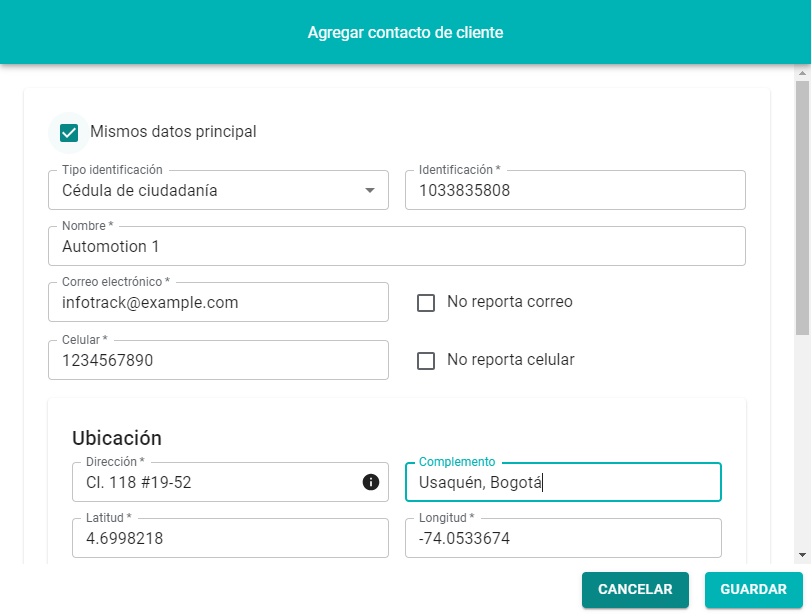 Agregar contacto de cliente
Mismos datos principal
Tipo identificación
Cédula de ciudadanía
Identificación *
1033835808
Nombre *
Automotion 1
Correo electrónico *
infotrack@example.com
No reporta correo
Celular *
1234567890
No reporta celular
Ubicación
Dirección *
Cl. 118 #19-52
Complemento
Usaquén, Bogotá
Latitud *
4.6998218
Longitud *
-74.0533674
CANCELAR
GUARDAR